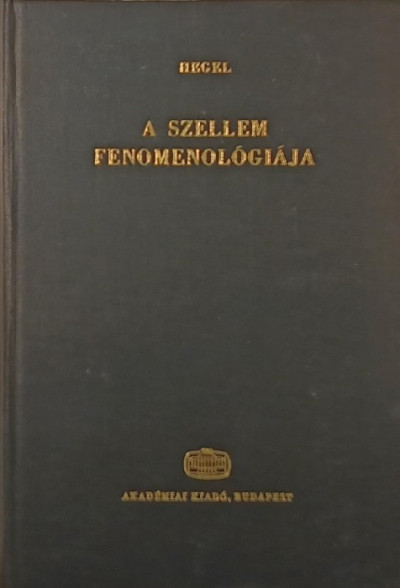 HEGEL
A SZELLEM
FENOMENOLÓGIÁJA
AKADÉMIAI KIADÓ, BUDAPEST